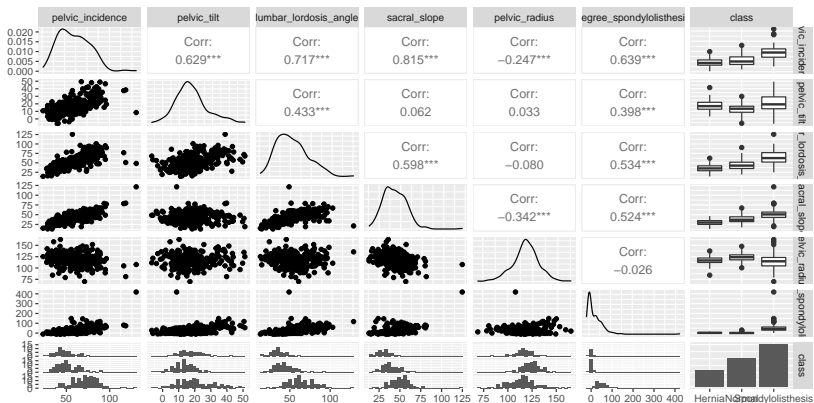 pelvic_incidence pelvic_tilt lumbar_lordosis_angle sacral_slope pelvic_radius egree_spondylolisthesi class
0.020 0.015 0.010 0.005 0.000
Corr: 0.629***
Corr: 0.717***
Corr: 0.815***
Corr: −0.247***
Corr: 0.639***
vic_inciden
50 40 30 20 10 0
Corr: 0.433***
Corr: 0.062
Corr: 0.033
Corr: 0.398***
pelvic_tilt
125 100 75 50 25
Corr: 0.598***
Corr: −0.080
Corr: 0.534***
r_lordosis_
125 100 75 50 25
Corr: −0.342***
Corr: 0.524***
acral_slop
150 125 100 75
Corr: −0.026
elvic_radiu
400 300 200 100 0
spondylol
class
50 100
0 10 20 30 40 50
50 100
25 50 75 100 125
75 100 125 150
0 100 200 300 400
Hernia Normal Spondylolisthesis